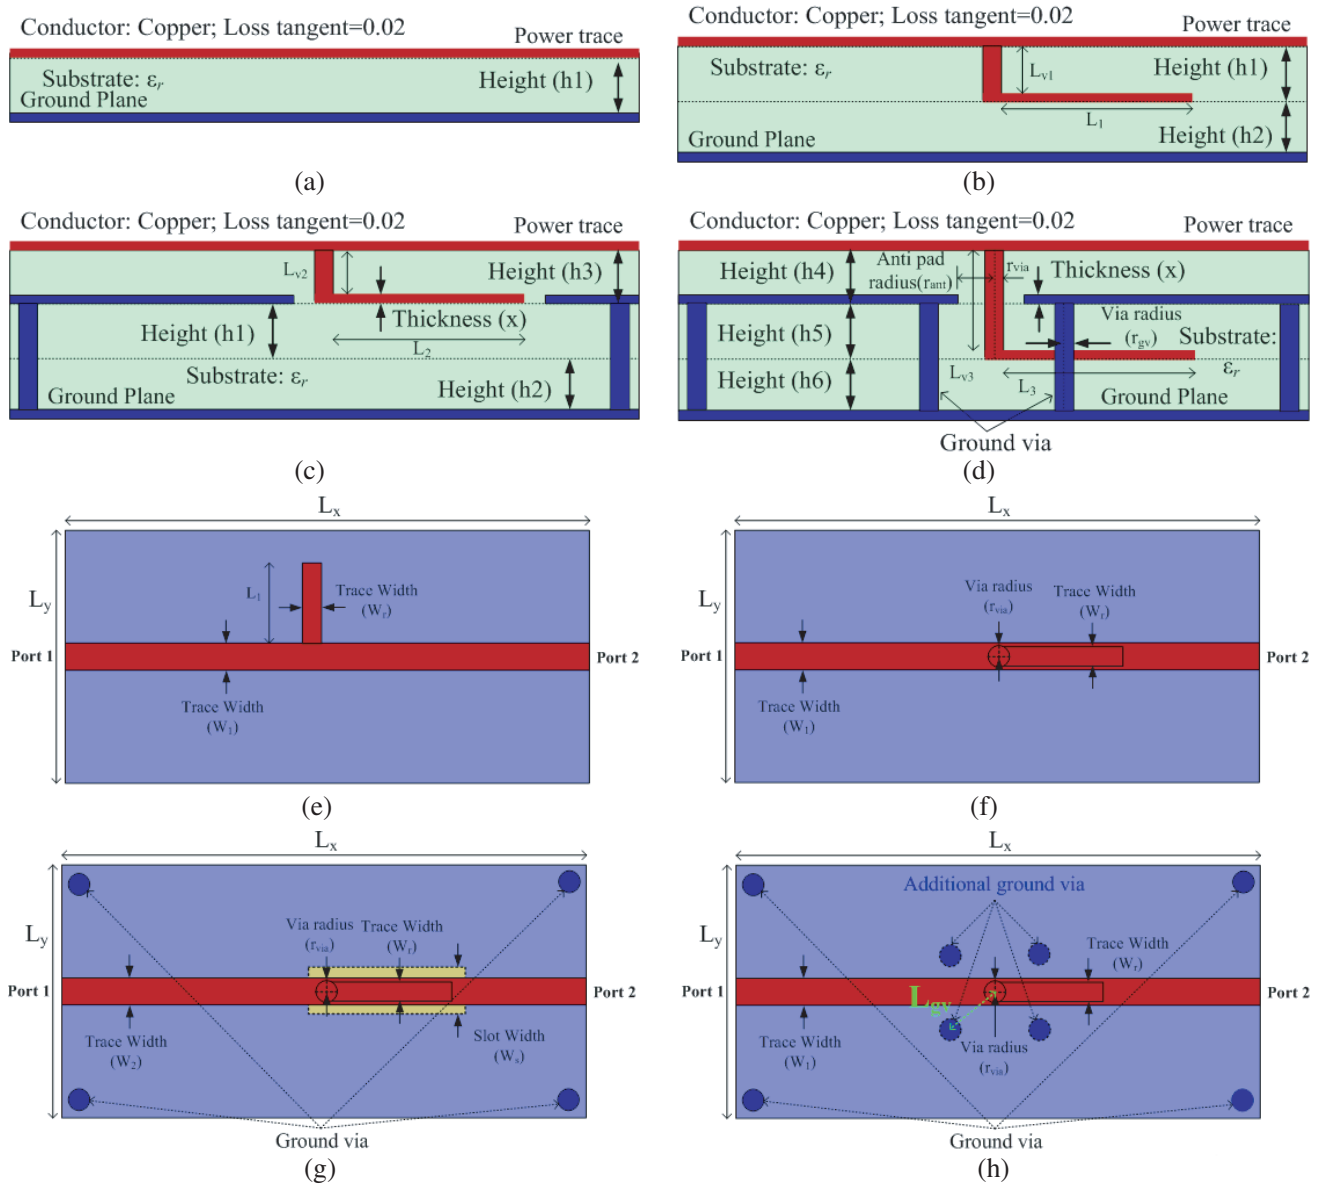 Conductor: Copper; Loss tangent=0.02
Power trace
Substrate: εr
Height (h1)
Ground Plane
(a)
Conductor: Copper; Loss tangent=0.02
Power trace
Substrate: εr
Lv1
Height (h1)
L1
Height (h2)
Ground Plane
(b)
Conductor: Copper; Loss tangent=0.02
Power trace
Lv2
Height (h3)
Height (h1)
Thickness (x)
L2
Substrate: εr
Height (h2)
Ground Plane
(c)
Conductor: Copper; Loss tangent=0.02
Power trace
Height (h4)
Anti pad
radius(rant)
rvia
Thickness (x)
Height (h5)
Via radius
(rgv)
Substrate:
εr
Height (h6)
Lv3
L3
Ground Plane
Ground via
(d)
Lx
Ly
L1
Trace Width
(Wr)
Port 1
Port 2
Trace Width
(W1)
(e)
Lx
Ly
Via radius
(rvia)
Trace Width
(Wr)
Port 1
Port 2
Trace Width
(W1)
(f)
Lx
Ly
Via radius
(rvia)
Trace Width
(Wr)
Port 1
Port 2
Trace Width
(W2)
Slot Width
(Ws)
Ground via
(g)
Lx
Ly
Additional ground via
Trace Width
(Wr)
Port 1
Port 2
Lgv
Trace Width
(W1)
Via radius
(rvia)
Ground via
(h)